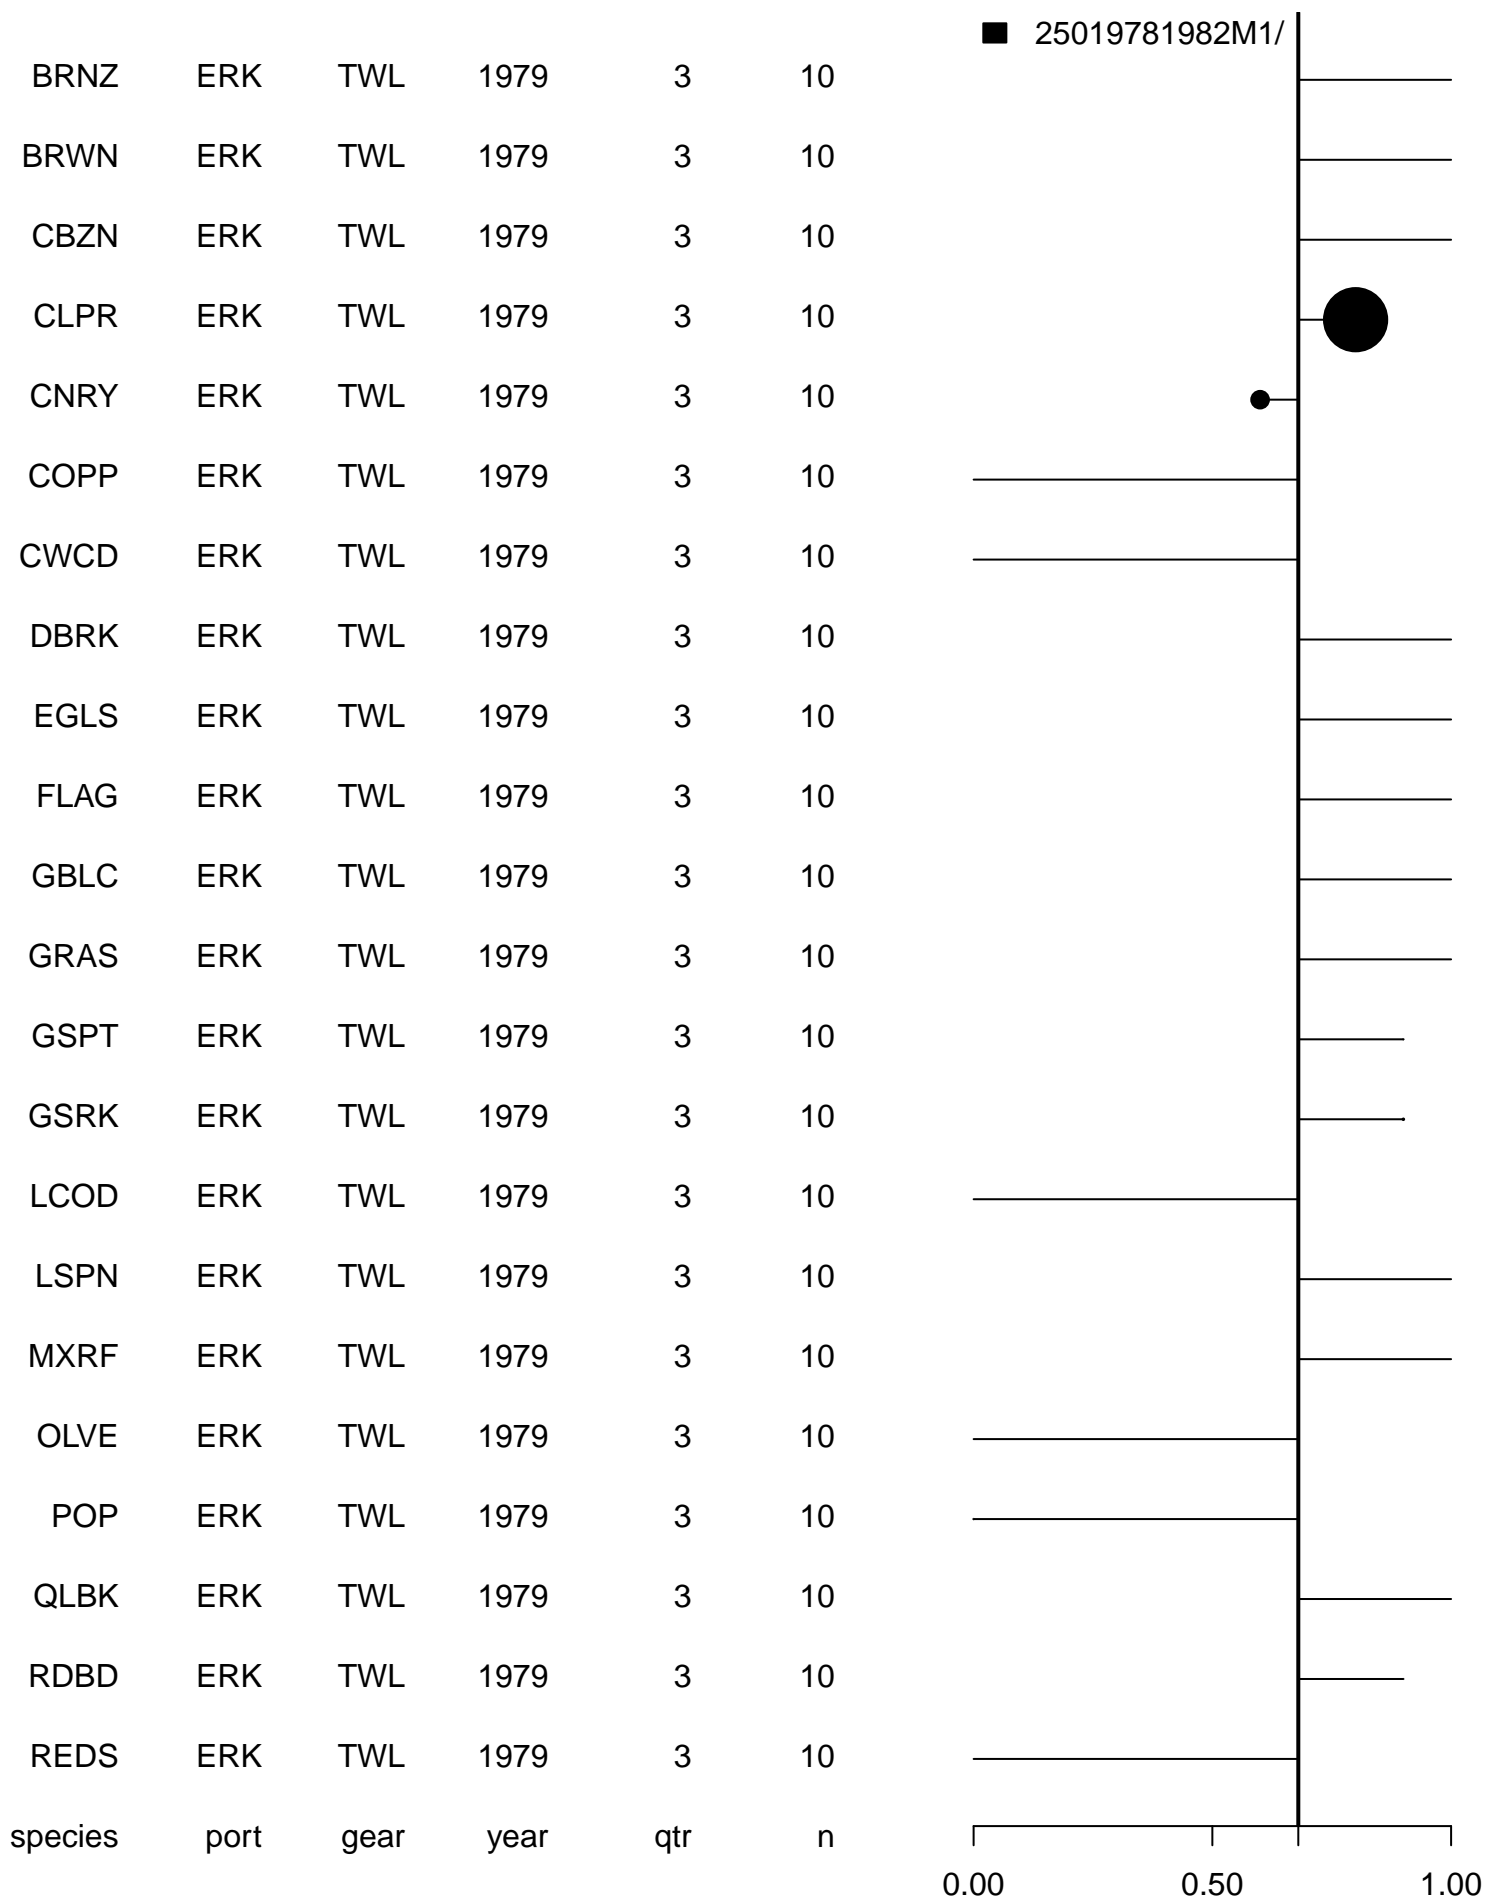 25019781982M1/
BRNZ ERK TWL 1979 3 10
BRWN ERK TWL 1979 3 10
CBZN ERK TWL 1979 3 10
CLPR ERK TWL 1979 3 10
CNRY ERK TWL 1979 3 10
COPP ERK TWL 1979 3 10
CWCD ERK TWL 1979 3 10
DBRK ERK TWL 1979 3 10
EGLS ERK TWL 1979 3 10
FLAG ERK TWL 1979 3 10
GBLC ERK TWL 1979 3 10
GRAS ERK TWL 1979 3 10
GSPT ERK TWL 1979 3 10
GSRK ERK TWL 1979 3 10
LCOD ERK TWL 1979 3 10
LSPN ERK TWL 1979 3 10
MXRF ERK TWL 1979 3 10
OLVE ERK TWL 1979 3 10
POP ERK TWL 1979 3 10
QLBK ERK TWL 1979 3 10
RDBD ERK TWL 1979 3 10
REDS ERK TWL 1979 3 10
species port gear year qtr n
0.00 0.50 1.00